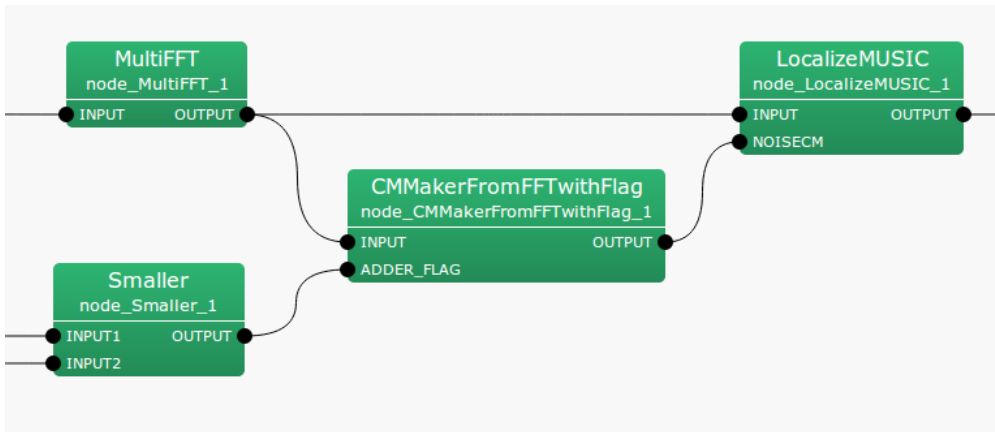 MultiFFT
node_MultiFFT_1
INPUT OUTPUT
LocalizeMUSIC
node_LocalizeMUSIC_1
INPUT OUTPUT
NOISECM
CMMakerFromFFTwithFlag
node_CMMakerFromFFTwithFlag_1
INPUT OUTPUT
ADDER_FLAG
Smaller
node_Smaller_1
INPUT1 OUTPUT
INPUT2